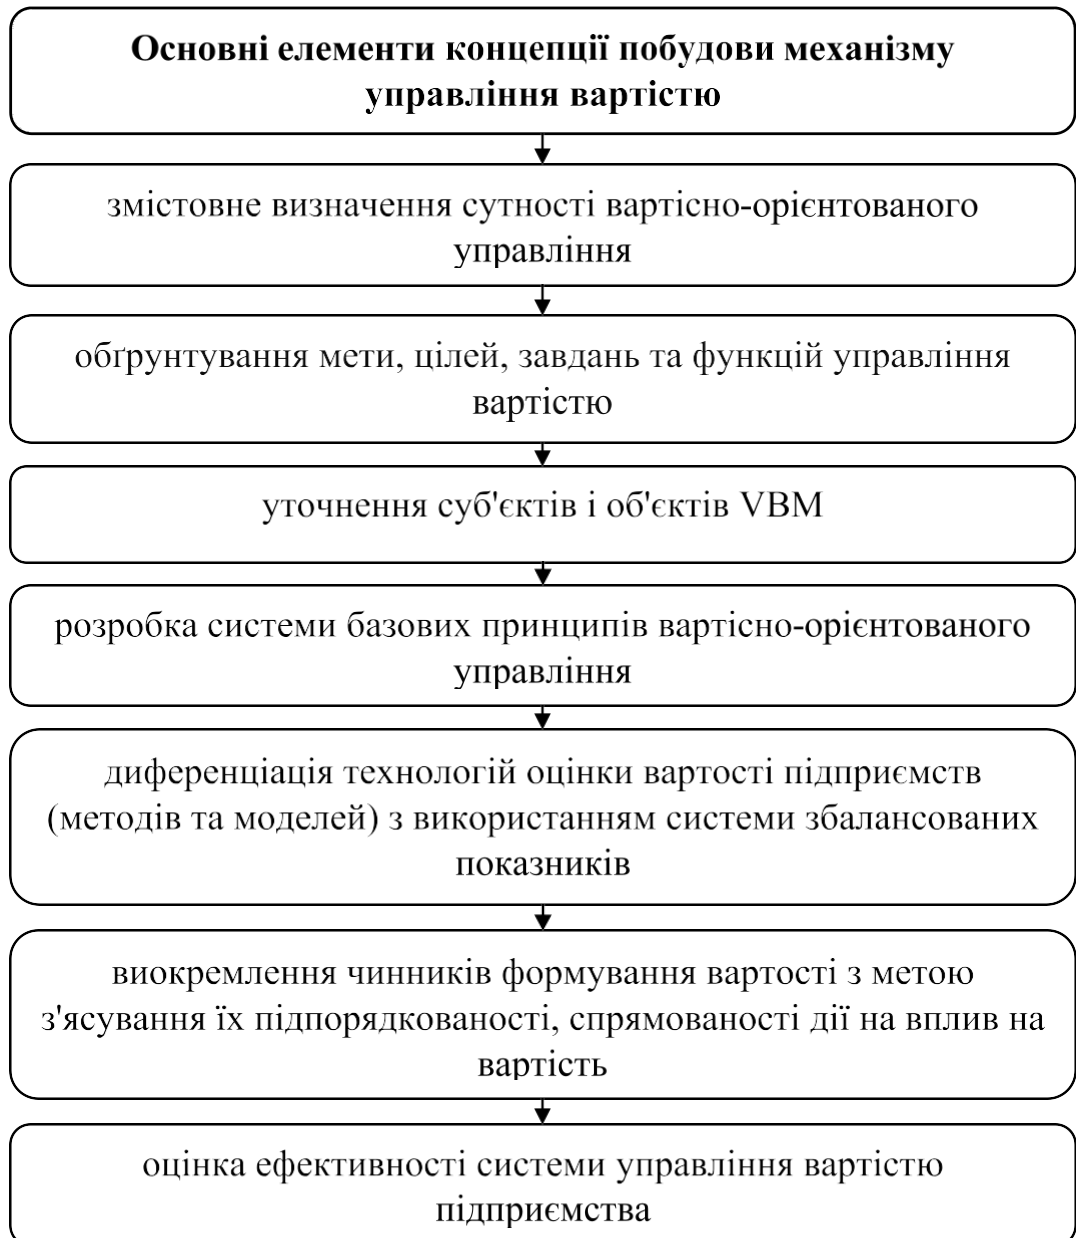 Основні елементи концепції побудови механізму
управління вартістю
змістовне визначення сутності вартісно-орієнтованого
управління
обґрунтування мети, цілей, завдань та функцій управління
вартістю
уточнення суб'єктів і об'єктів VBM
розробка системи базових принципів вартісно-орієнтованого
управління
диференціація технологій оцінки вартості підприємств
(методів та моделей) з використанням системи збалансованих
показників
виокремлення чинників формування вартості з метою
з'ясування їх підпорядкованості, спрямованості дії на вплив на
вартість
оцінка ефективності системи управління вартістю
підприємства